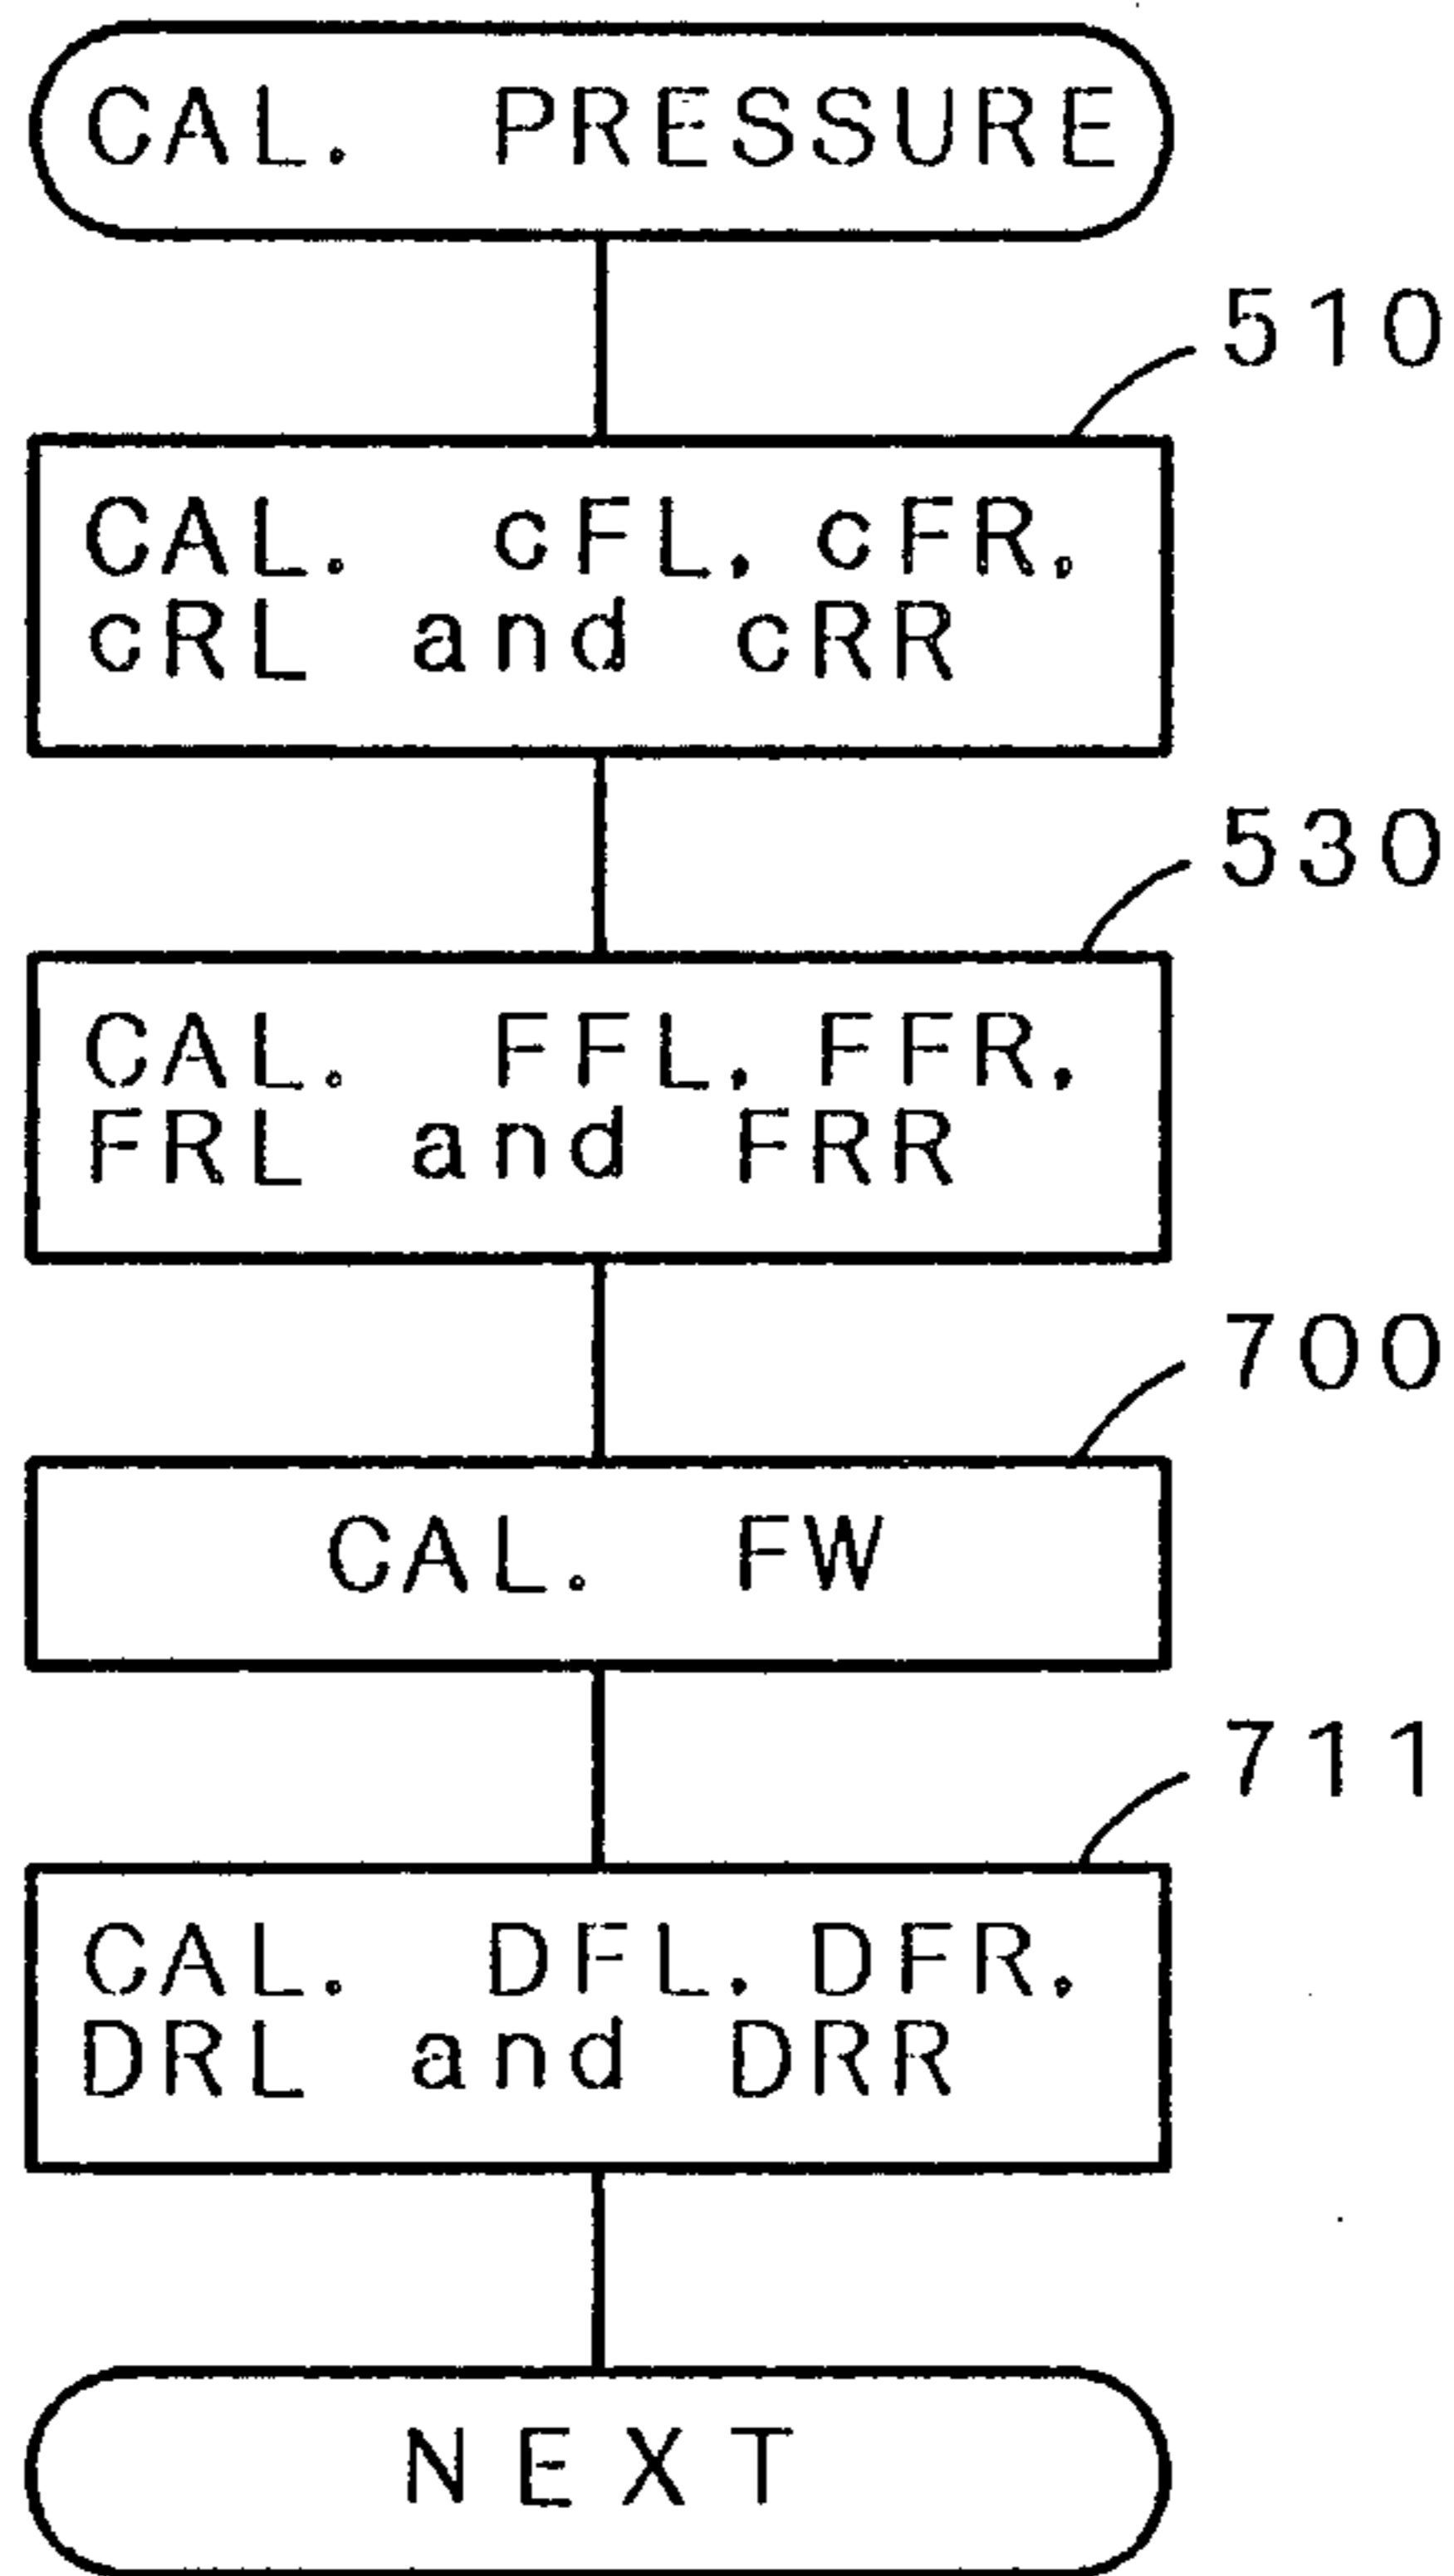 CAL. PRESSURE
510
CAL. cFL, cFR,
cRL and cRR
530
CAL. FFL, FFR,
FRL and FRR
700
CAL. FW
711
CAL. DFL, DFR,
DRL and DRR
NEXT